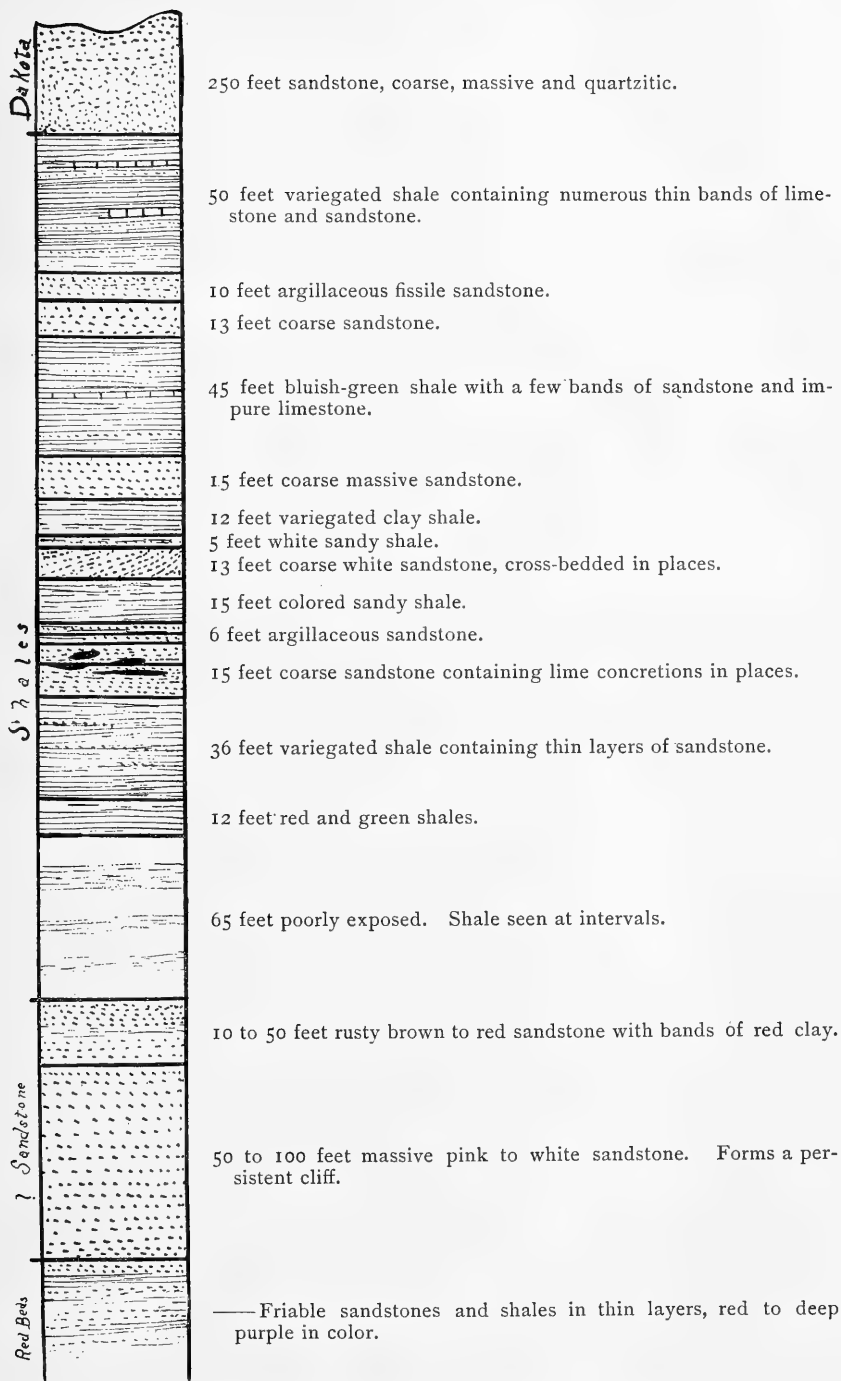 Dakota
250 feet sandstone, coarse, massive and quartzitic.
50 feet variegated shale containing numerous thin bands of lime-
stone and sandstone.
10 feet argillaceous fissile sandstone.
13 feet coarse sandstone.
45 feet bluish-green shale with a few bands of sandstone and im-
pure limestone.
15 feet coarse massive sandstone.
12 feet variegated clay shale.
5 feet white sandy shale.
13 feet coarse white sandstone, cross-bedded in places.
15 feet colored sandy shale.
Shales
6 feet argillaceous sandstone.
15 feet coarse sandstone containing lime concretions in places.
36 feet variegated shale containing thin layers of sandstone.
12 feet red and green shales.
65 feet poorly exposed. Shale seen at intervals.
10 to 50 feet rusty brown to red sandstone with bands of red clay.
? Sandstone
50 to 100 feet massive pink to white sandstone. Forms a per-
sistent cliff.
Red Beds
——Friable sandstones and shales in thin layers, red to deep
purple in color.